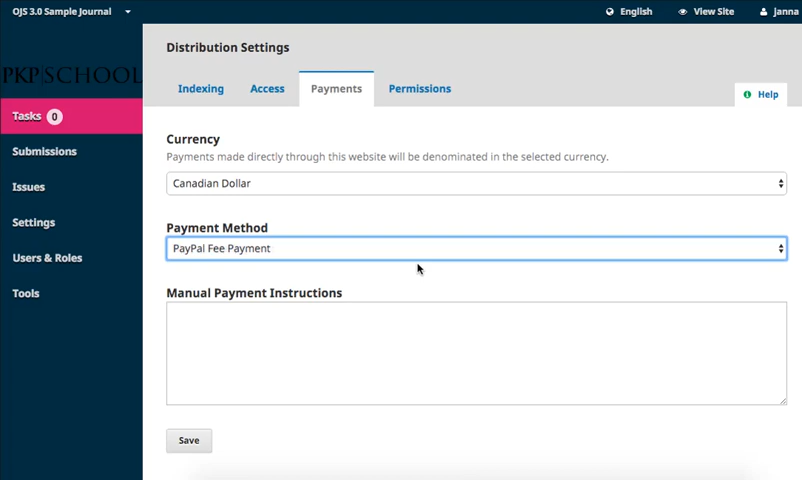 OJS 3.0 Sample Journal
English
View Site
janna
PKP|SCHOOL
Tasks 0
Submissions
Issues
Settings
Users & Roles
Tools
Distribution Settings
Indexing
Access
Payments
Permissions
Help
Currency
Payments made directly through this website will be denominated in the selected currency.
Canadian Dollar
Payment Method
PayPal Fee Payment
Manual Payment Instructions
Save